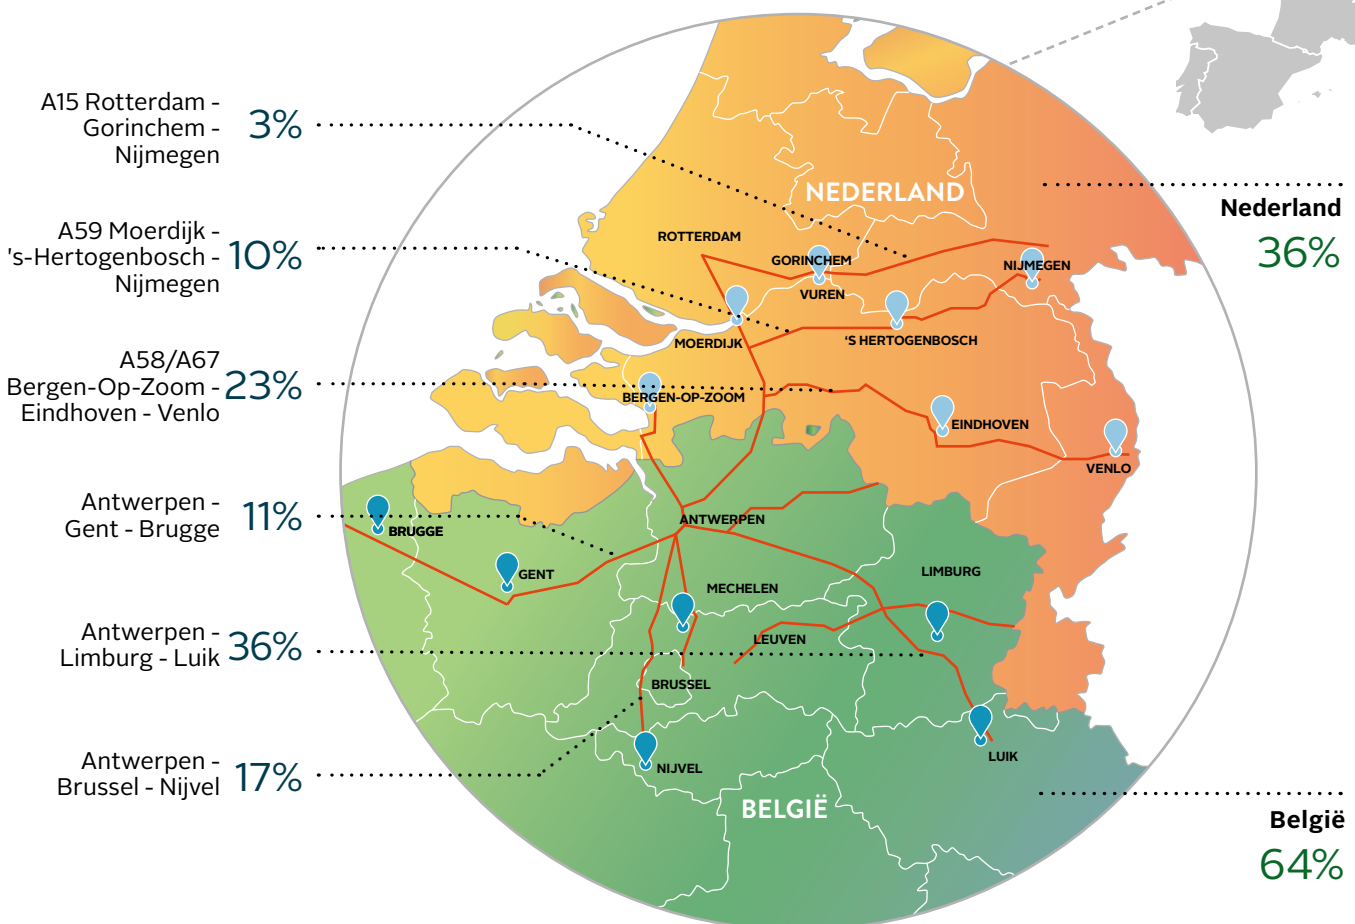 A15 Rotterdam -
Gorinchem -
Nijmegen
3%
A59 Moerdijk -
's-Hertogenbosch -
Nijmegen
10%
A58/A67
Bergen-Op-Zoom -
Eindhoven - Venlo
23%
Antwerpen -
Gent - Brugge
11%
Antwerpen -
Limburg - Luik
36%
Antwerpen -
Brussel - Nijvel
17%
NEDERLAND
ROTTERDAM
GORINCHEM
NIJMEGEN
VUREN
MOERDIJK
‘S HERTOGENBOSCH
BERGEN-OP-ZOOM
EINDHOVEN
VENLO
ANTWERPEN
BRUGGE
GENT
LIMBURG
MECHELEN
LEUVEN
BRUSSEL
LUIK
NIJVEL
BELGIË
Nederland
36%
België
64%